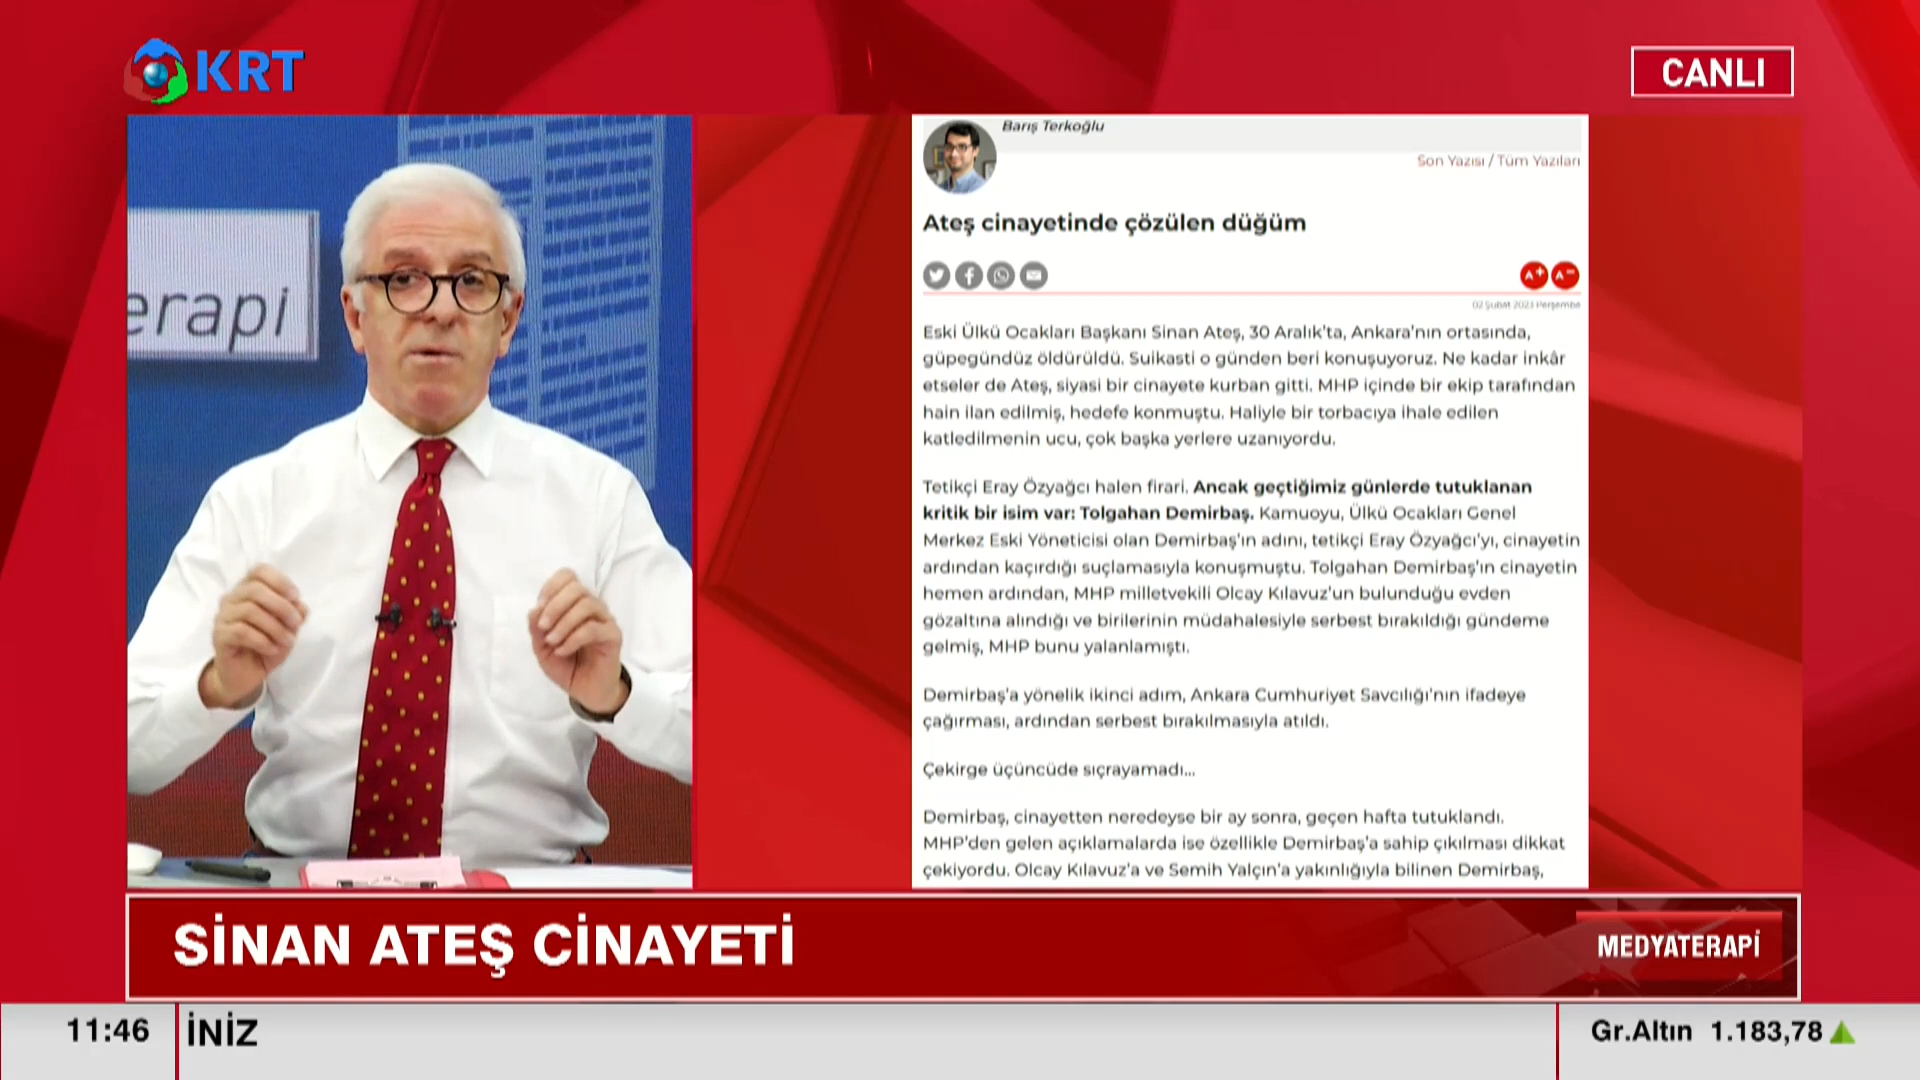 KRT
CANLI
erapi
Barış Terkoğlu
Son Yazısı / Tüm Yazıları
Ateş cinayetinde çözülen düğüm
A+ A-
02 Şubat 2023 Perşembe
Eski Ülkü Ocakları Başkanı Sinan Ateş, 30 Aralık'ta, Ankara'nın ortasında,
güpegündüz öldürüldü. Suikasti o günden beri konuşuyoruz. Ne kadar inkâr
etseler de Ateş, siyasi bir cinayete kurban gitti. MHP içinde bir ekip tarafından
hain ilan edilmiş, hedefe konmuştu. Haliyle bir torbacıya ihale edilen
katledilmenin ucu, çok başka yerlere uzanıyordu.
Tetikçi Eray Özyağcı halen firari. Ancak geçtiğimiz günlerde tutuklanan
kritik bir isim var: Tolgahan Demirbaş. Kamuoyu, Ülkü Ocakları Genel
Merkez Eski Yöneticisi olan Demirbaş'ın adını, tetikçi Eray Özyağcı'yı, cinayetin
ardından kaçırdığı suçlamasıyla konuşmuştu. Tolgahan Demirbaş'ın cinayetin
hemen ardından, MHP milletvekili Olcay Kılavuz'un bulunduğu evden
gözaltına alındığı ve birilerinin müdahalesiyle serbest bırakıldığı gündeme
gelmiş, MHP bunu yalanlamıştı.
Demirbaş'a yönelik ikinci adım, Ankara Cumhuriyet Savcılığı'nın ifadeye
çağırması, ardından serbest bırakılmasıyla atıldı.
Çekirge üçüncüde sıçrayamadı...
Demirbaş, cinayetten neredeyse bir ay sonra, geçen hafta tutuklandı.
MHP'den gelen açıklamalarda ise özellikle Demirbaş'a sahip çıkılması dikkat
çekiyordu. Olcay Kılavuz'a ve Semih Yalçın'a yakınlığıyla bilinen Demirbaş,
SİNAN ATEŞ CİNAYETİ
MEDYATERAPİ
11:46
İNİZ
Gr.Altın 1.183,78